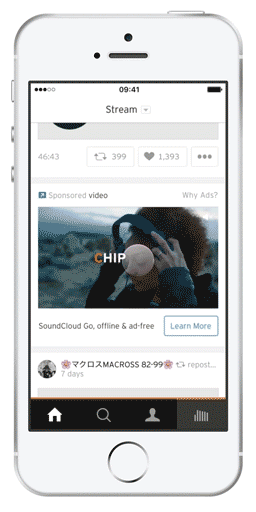 09:41
Stream
46:43
399
1,393
Sponsored video
Why Ads?
CHIP
SoundCloud Go, offline & ad-free
Learn More
🌸マクロスMACROSS 82-99🌸 repost...
7 days